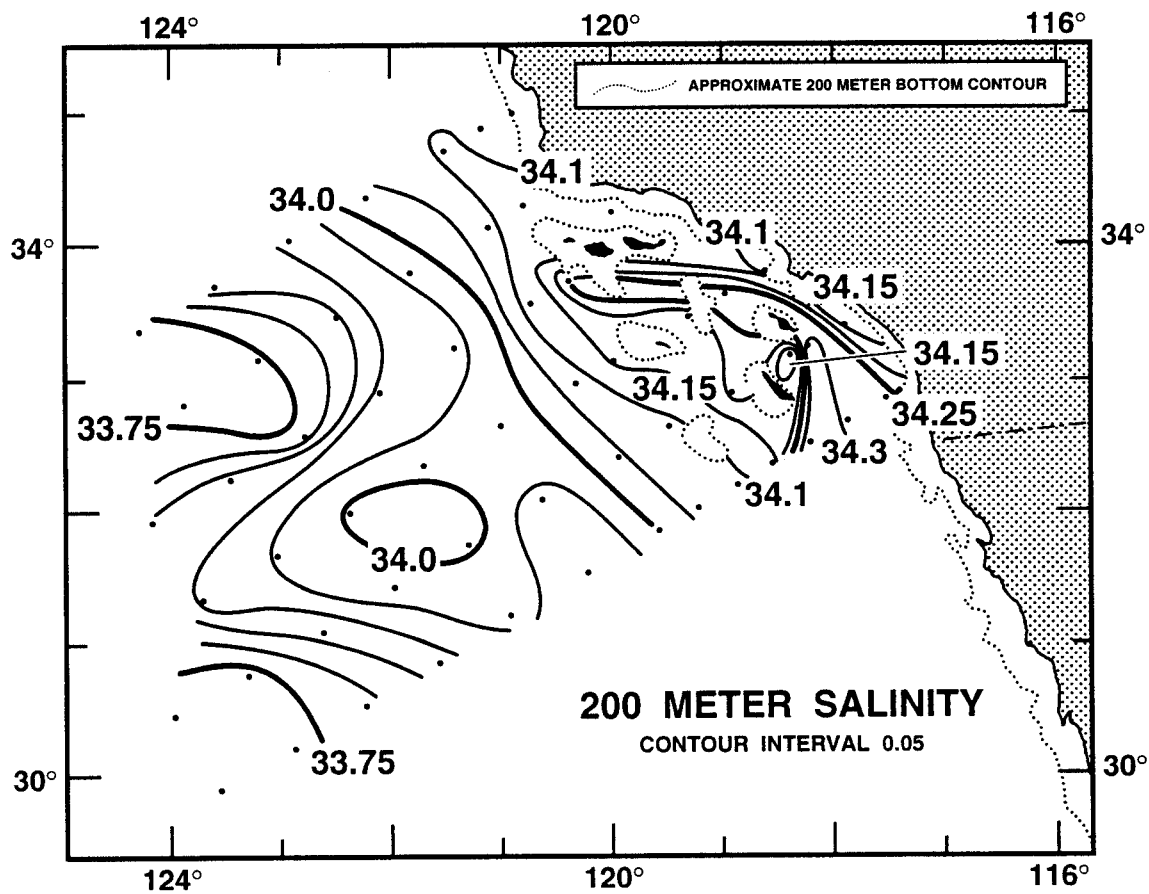 124° 120° 116°
APPROXIMATE 200 METER BOTTOM CONTOUR
34.1
34.0
34° 34.1 34°
34.15
34.15
34.15
34.25
33.75
34.3
34.1
34.0
200 METER SALINITY
CONTOUR INTERVAL 0.05
33.75
30° 30°
124° 120° 116°